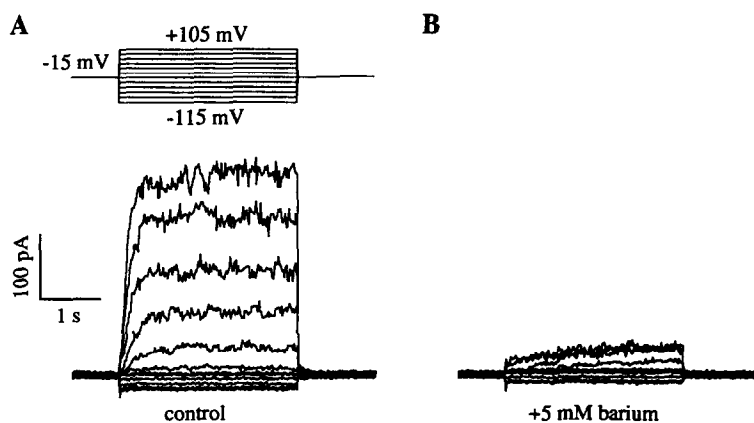 A
B
+105 mV
-15 mV
-115 mV
100 pA
1 s
control
+5 mM barium